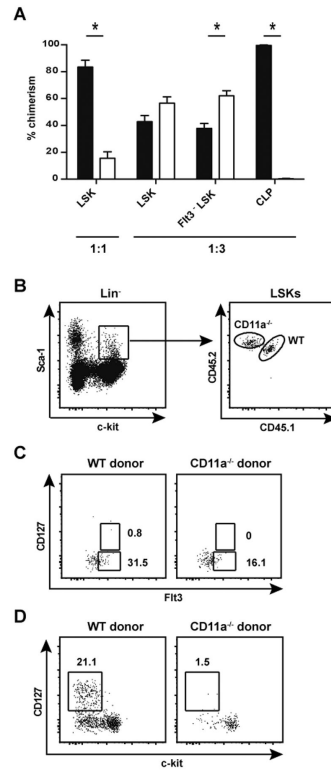 A
% chimerism
100
80
60
40
20
0
*
*
*
LSK
LSK
Flt3⁻ LSK
CLP
1:1
1:3
B
Lin⁻
LSKs
Sca-1
c-kit
CD11a⁻/⁻
WT
CD45.2
CD45.1
C
WT donor
CD11a⁻/⁻ donor
CD127
0.8
31.5
0
16.1
Flt3
D
WT donor
CD11a⁻/⁻ donor
CD127
21.1
1.5
c-kit